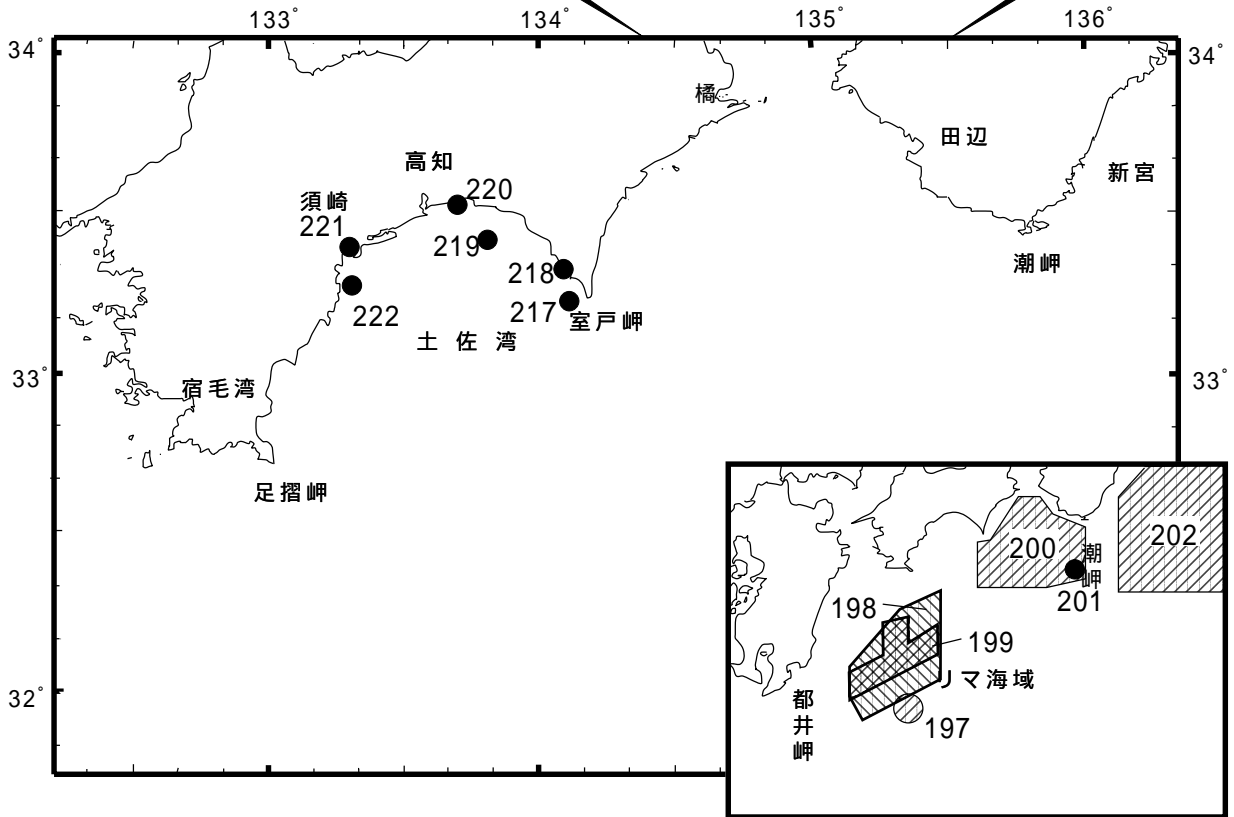 133°
134°
135°
136°
34°
34°
橘
田辺
高知
新宮
220
須崎
221
219
潮岬
218
217
室戸岬
222
土佐湾
33°
33°
宿毛湾
足摺岬
200
202
潮岬
201
198
199
リマ海域
32°
都井岬
197